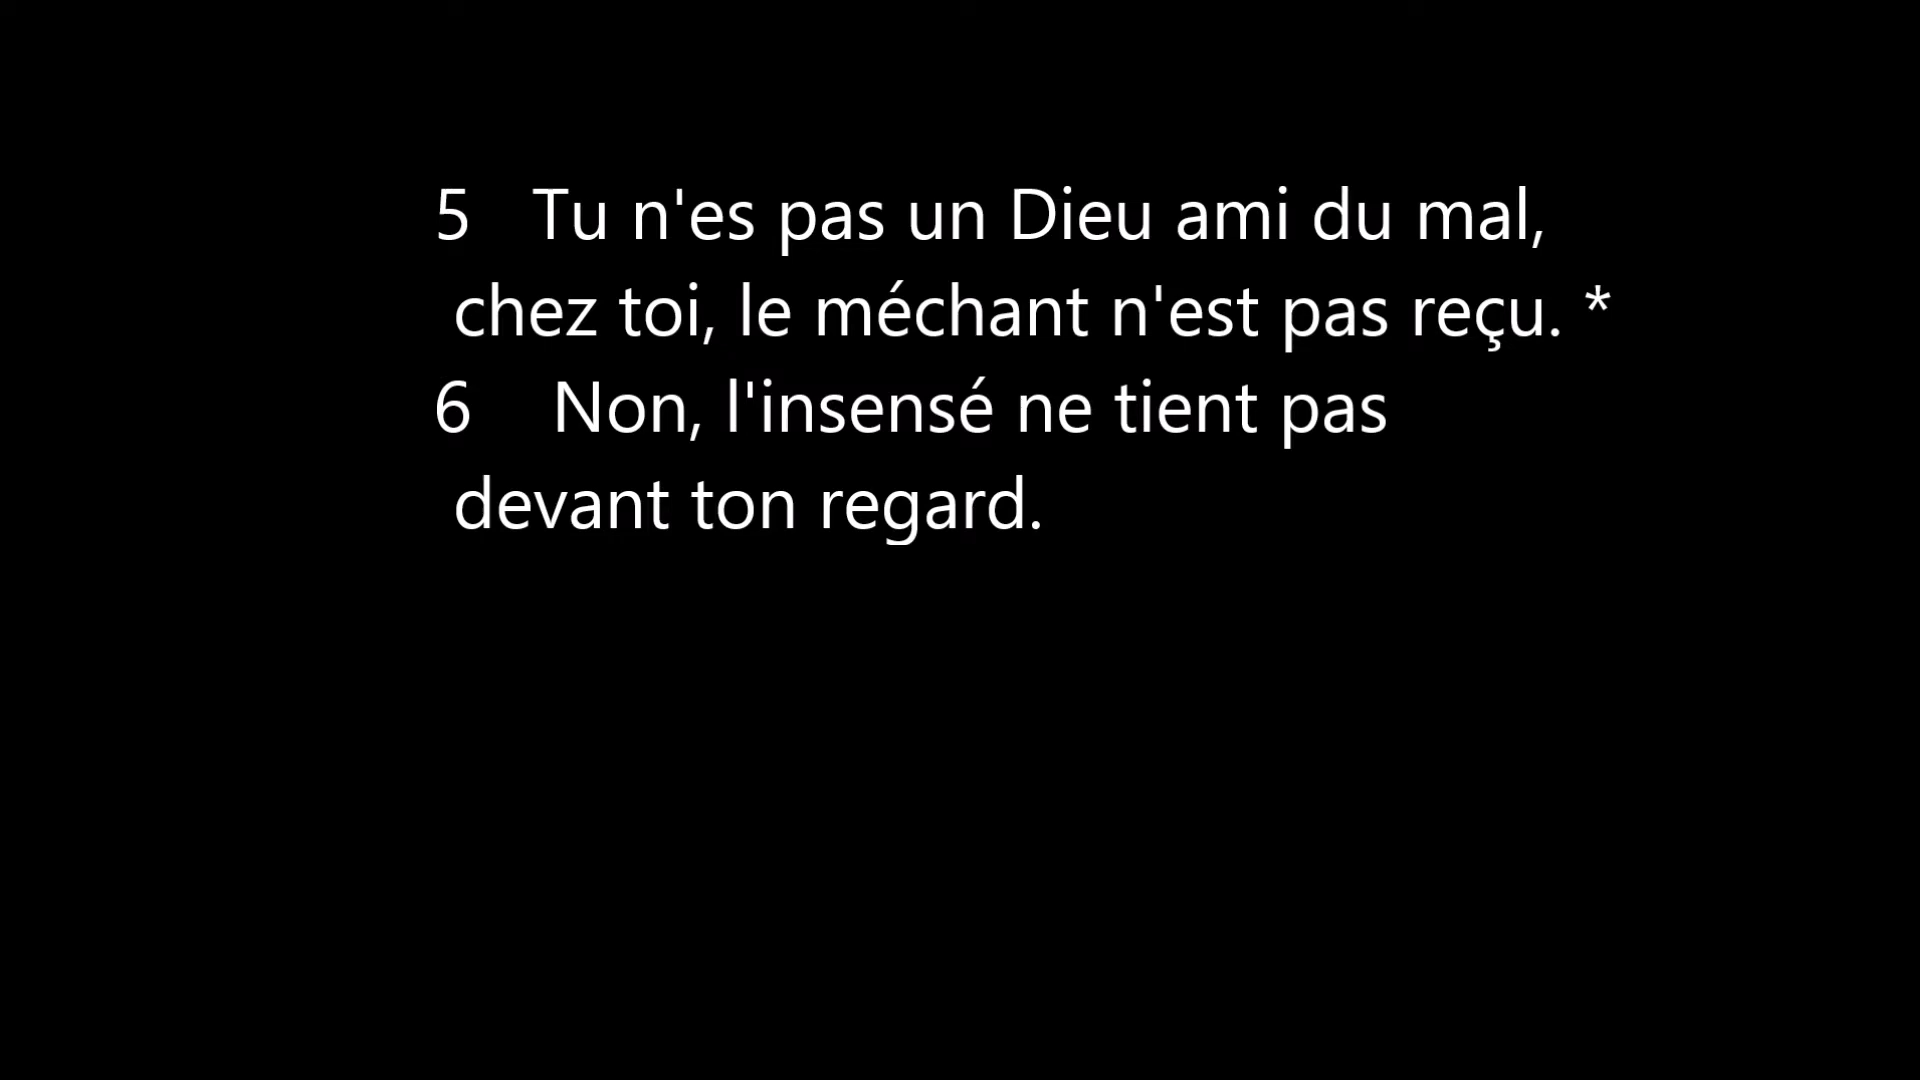 5 Tu n'es pas un Dieu ami du mal,
chez toi, le méchant n'est pas reçu. *
6 Non, l'insensé ne tient pas
devant ton regard.